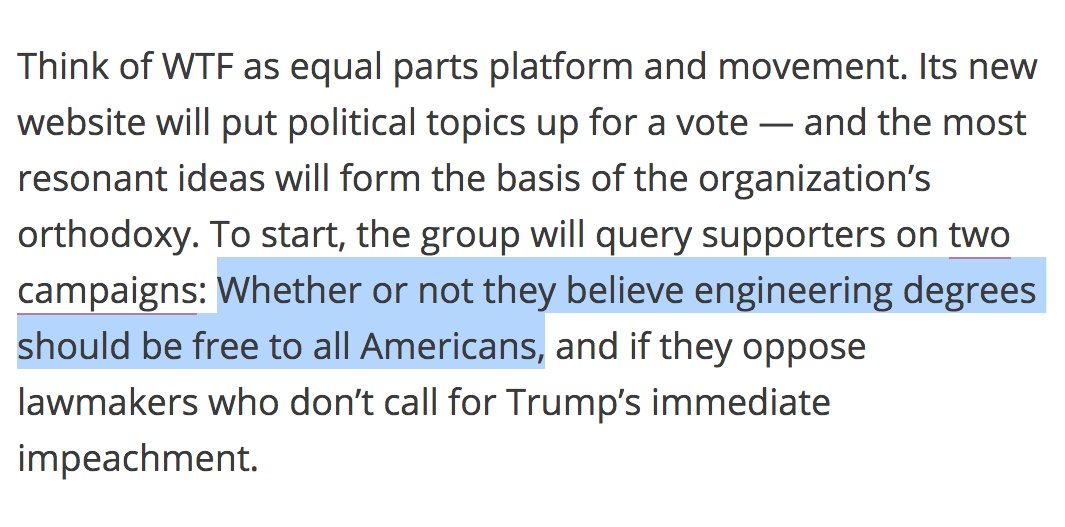 Think of WTF as equal parts platform and movement. Its new
website will put political topics up for a vote — and the most
resonant ideas will form the basis of the organization’s
orthodoxy. To start, the group will query supporters on two
campaigns: Whether or not they believe engineering degrees
should be free to all Americans, and if they oppose
lawmakers who don’t call for Trump’s immediate
impeachment.